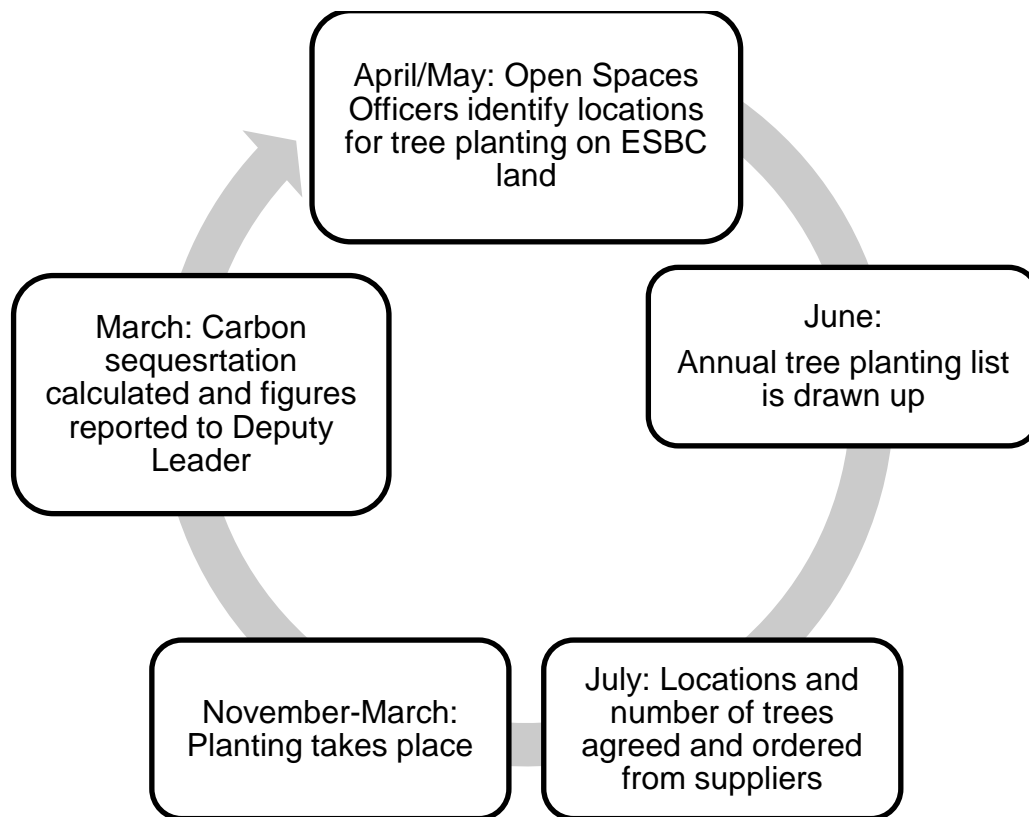 April/May: Open Spaces
Officers identify locations
for tree planting on ESBC
land
June:
Annual tree planting list
is drawn up
July: Locations and
number of trees
agreed and ordered
from suppliers
November-March:
Planting takes place
March: Carbon
sequesrtation
calculated and figures
reported to Deputy
Leader